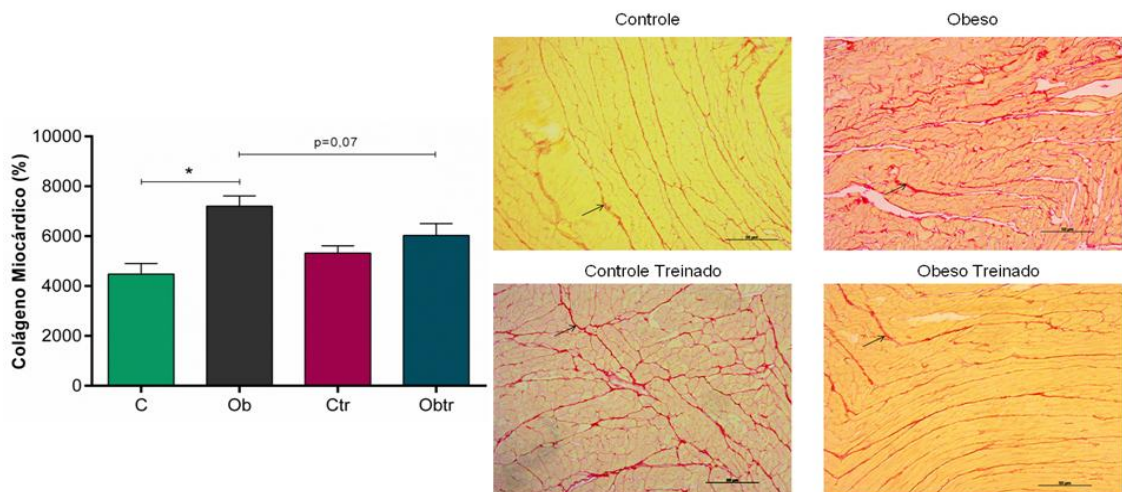 Controle
Obeso
10000
8000
6000
4000
2000
0
Colágeno Miocárdico (%)
*
p=0,07
C
Ob
Ctr
Obtr
Controle Treinado
Obeso Treinado